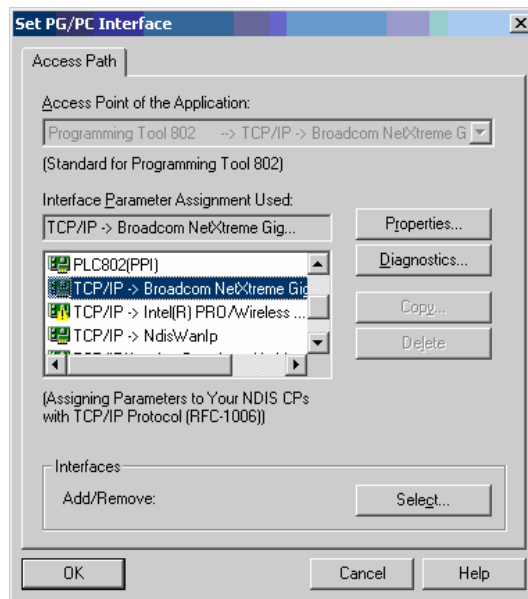 Set PG/PC Interface
Access Path
Access Point of the Application:
Programming Tool 802 --> TCP/IP -> Broadcom NetXtreme G
(Standard for Programming Tool 802)
Interface Parameter Assignment Used:
TCP/IP -> Broadcom NetXtreme Gig...
Properties...
PLC802(PPI)
Diagnostics...
TCP/IP -> Broadcom NetXtreme Gig
TCP/IP -> Intel(R) PRO/Wireless ...
Copy...
TCP/IP -> NdisWanIp
Delete
(Assigning Parameters to Your NDIS CPs
with TCP/IP Protocol (RFC-1006))
Interfaces
Add/Remove:
Select...
OK
Cancel
Help